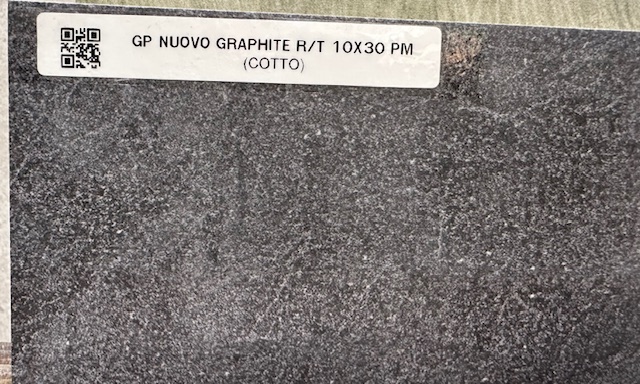 GP NUOVO GRAPHITE R/T 10X30 PM
(COTTO)